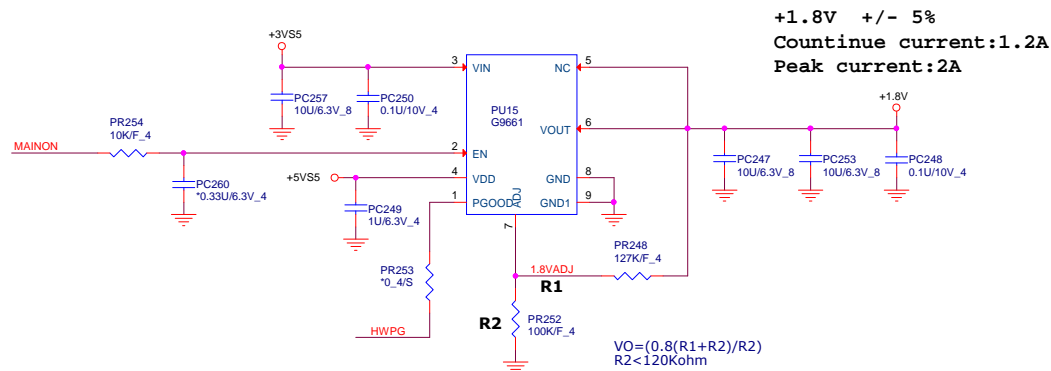 +1.8V +/- 5%
Countinue current:1.2A
Peak current:2A
+3VS5
3
VIN
NC
5
PC257
10U/6.3V_8
PC250
0.1U/10V_4
PU15
G9661
+1.8V
PR254
10K/F_4
VOUT
6
MAINON
2
EN
PC247
10U/6.3V_8
PC253
10U/6.3V_8
PC248
0.1U/10V_4
PC260
*0.33U/6.3V_4
+5VS5
4
VDD
GND
8
PC249
1U/6.3V_4
1
PGOOD
ADJ
GND1
9
7
PR248
127K/F_4
PR253
*0_4/S
1.8VADJ
R1
R2
PR252
100K/F_4
HWPG
VO=(0.8(R1+R2)/R2)
R2<120Kohm